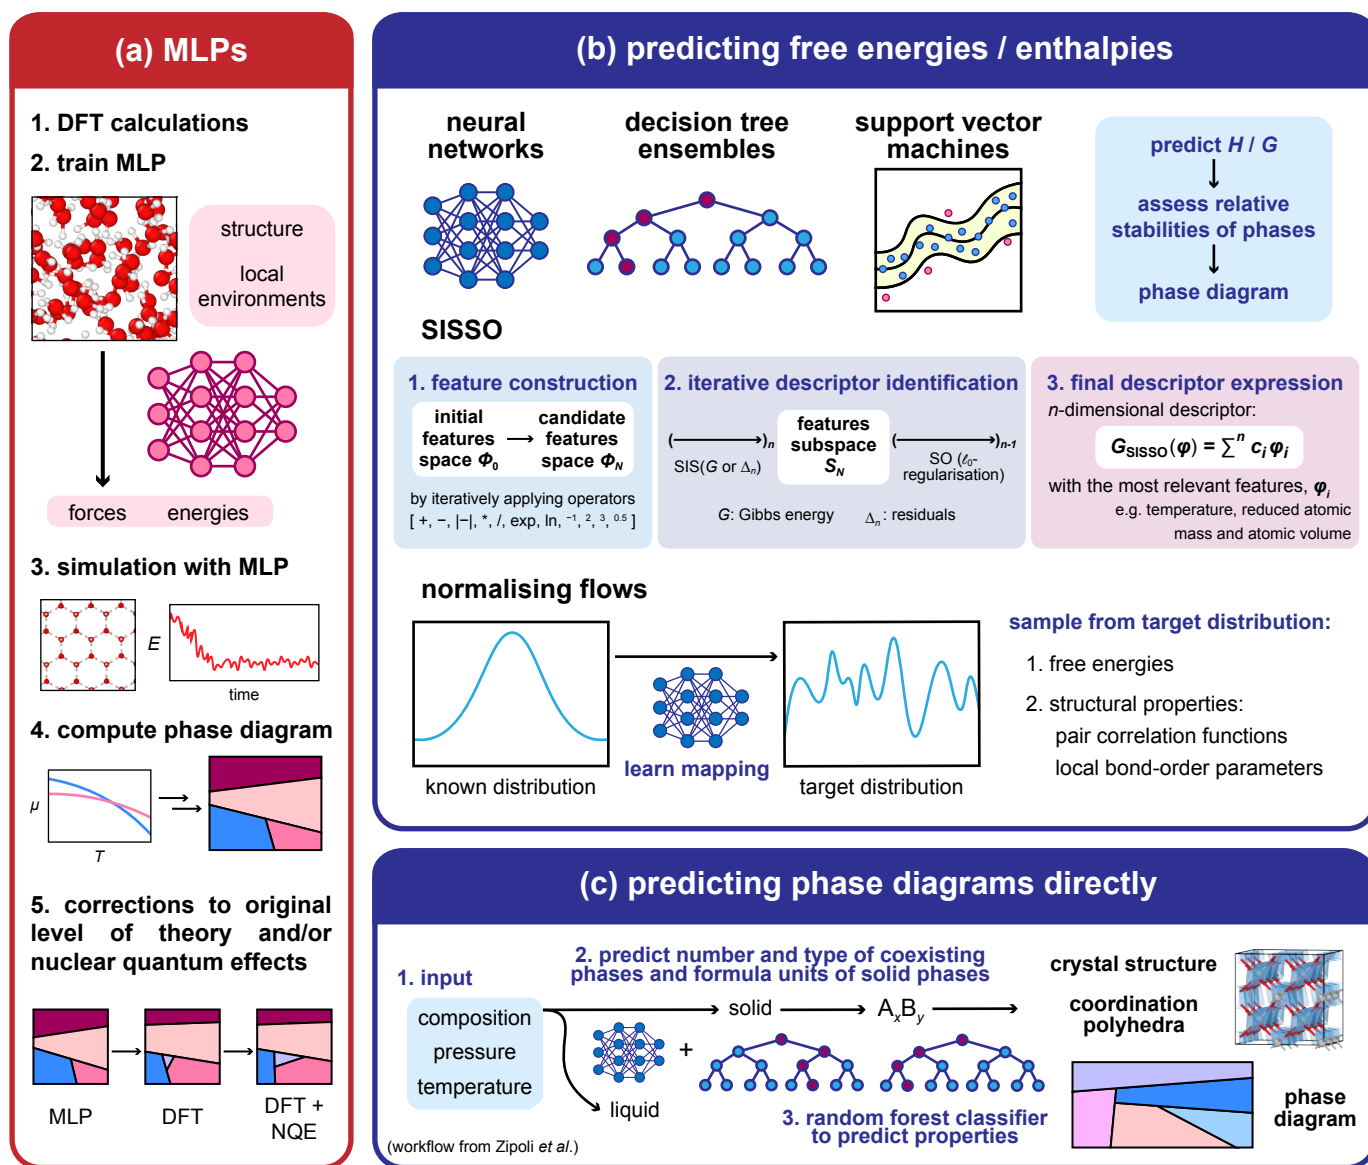 (a) MLPs
1. DFT calculations
2. train MLP
structure
local
environments
forces energies
3. simulation with MLP
E
time
4. compute phase diagram
μ
T
5. corrections to original
level of theory and/or
nuclear quantum effects
MLP
DFT
DFT +
NQE
(b) predicting free energies / enthalpies
neural
networks
decision tree
ensembles
support vector
machines
predict H / G
assess relative
stabilities of phases
phase diagram
SISSO
1. feature construction
initial
features
space Φ₀
candidate
features
space Φ_N
by iteratively applying operators
[ +, −, |−|, *, /, exp, ln, ⁻¹, ², ³, ⁰·⁵ ]
2. iterative descriptor identification
( )ₙ
SIS(G or Δₙ)
features
subspace
S_N
( )ₙ₋₁
SO (ℓ₀-
regularisation)
G: Gibbs energy Δₙ: residuals
3. final descriptor expression
n-dimensional descriptor:
G_SISSO(φ) = ∑ⁿ cᵢ φᵢ
with the most relevant features, φᵢ
e.g. temperature, reduced atomic
mass and atomic volume
normalising flows
known distribution
learn mapping
target distribution
sample from target distribution:
1. free energies
2. structural properties:
pair correlation functions
local bond-order parameters
(c) predicting phase diagrams directly
1. input
composition
pressure
temperature
(workflow from Zipoli et al.)
2. predict number and type of coexisting
phases and formula units of solid phases
solid
AₓB_y
+
liquid
3. random forest classifier
to predict properties
crystal structure
coordination
polyhedra
phase
diagram